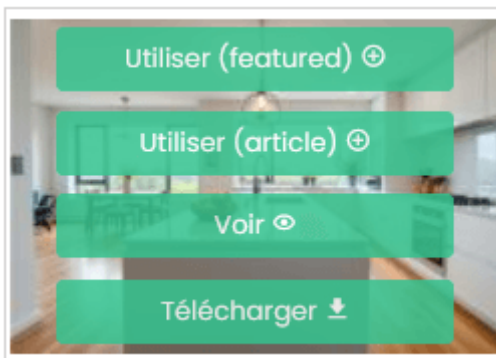 Utiliser (featured)
Utiliser (article)
Voir
Télécharger